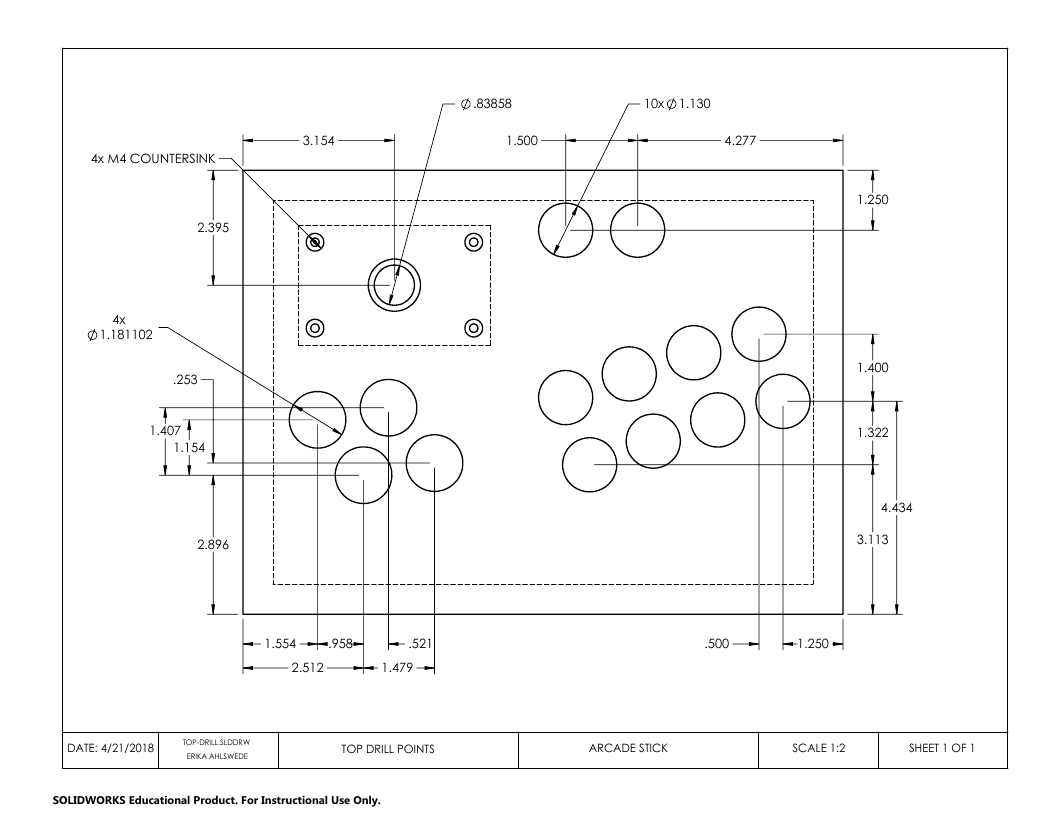 Ø .83858
10x Ø 1.130
3.154
1.500
4.277
4x M4 COUNTERSINK
1.250
2.395
4x
Ø 1.181102
.253
1.400
1.407
1.322
1.154
4.434
2.896
3.113
1.554
.958
.521
.500
1.250
2.512
1.479
DATE: 4/21/2018
TOP-DRILL.SLDDRW
ERIKA AHLSWEDE
TOP DRILL POINTS
ARCADE STICK
SCALE 1:2
SHEET 1 OF 1
SOLIDWORKS Educational Product. For Instructional Use Only.